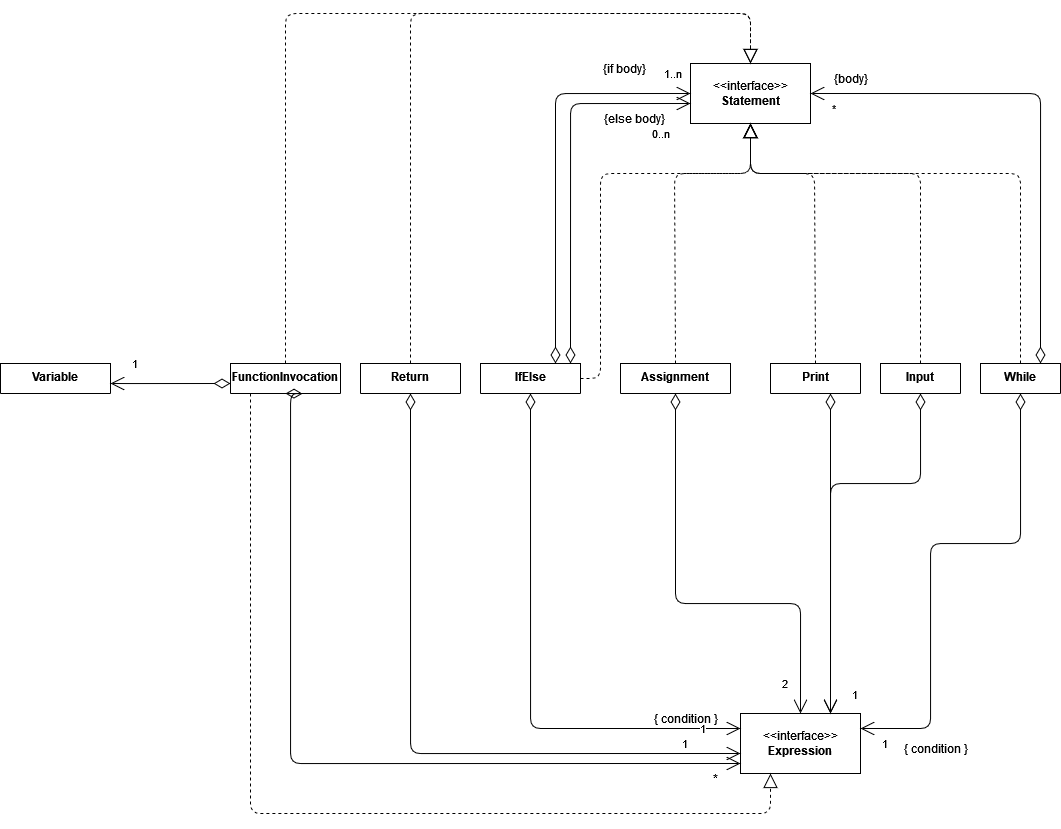 {if body}
1..n
<<interface>>
Statement
{body}
*
{else body}
0..n
1
Variable
FunctionInvocation
Return
IfElse
Assignment
Print
Input
While
2
1
{ condition }
1
1
*
<<interface>>
Expression
1
{ condition }